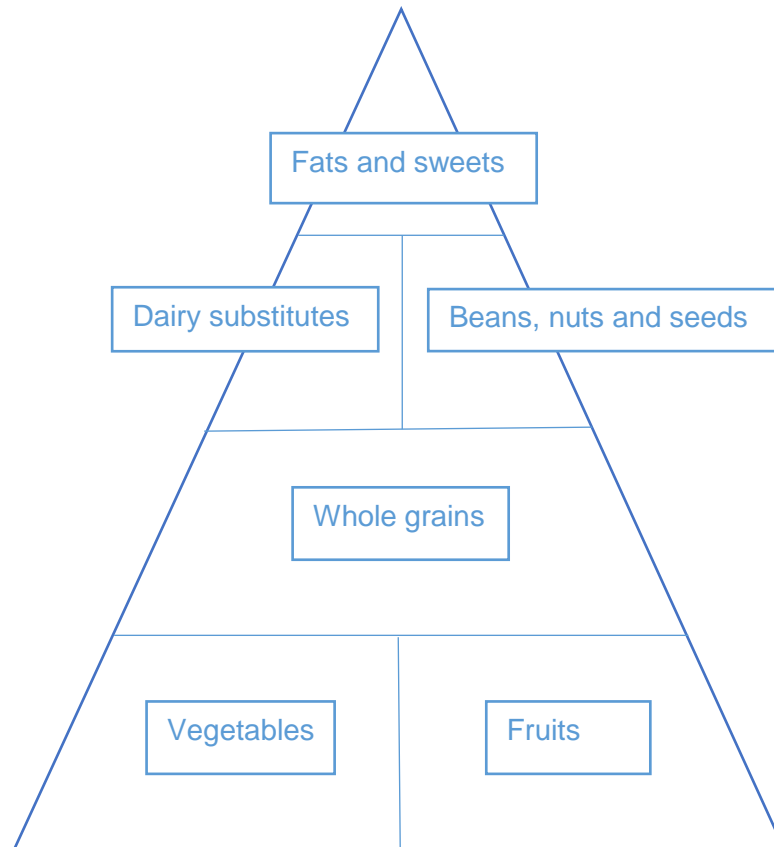 Fats and sweets
Dairy substitutes
Beans, nuts and seeds
Whole grains
Vegetables
Fruits